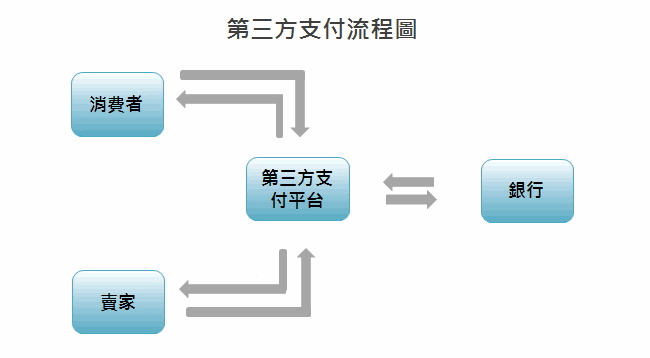 第三方支付流程圖
消費者
第三方支
付平台
銀行
賣家